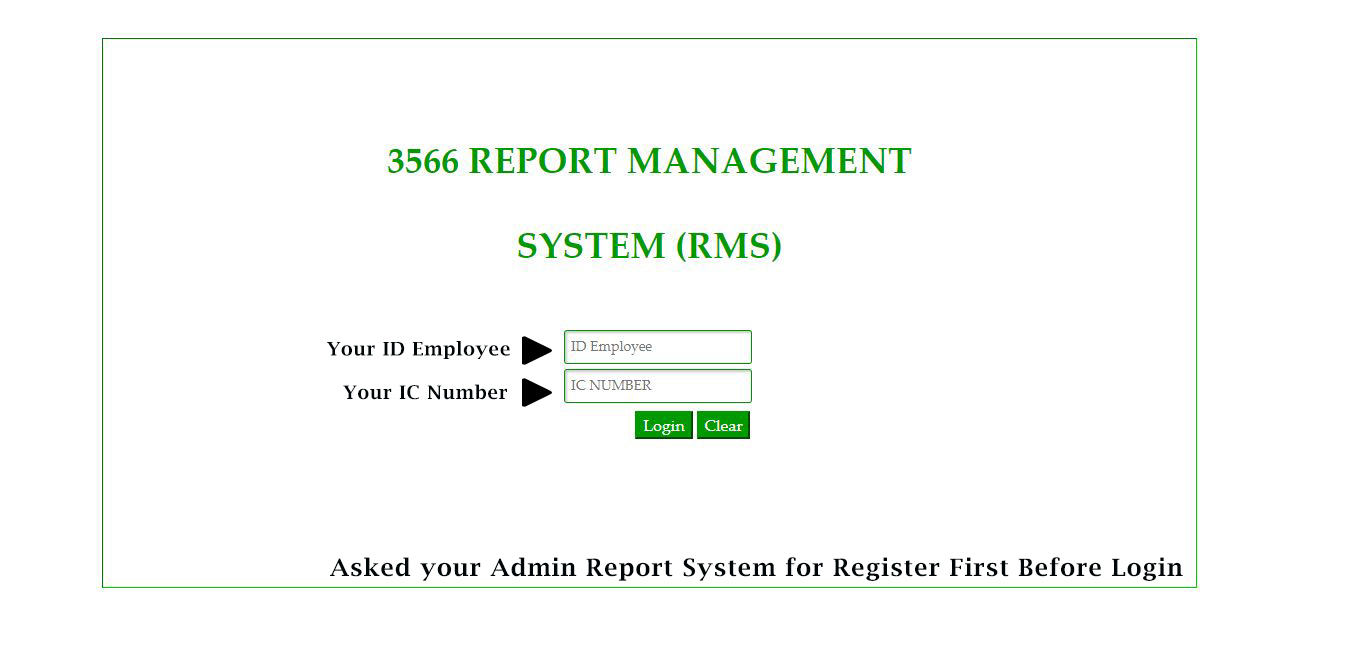 3566 REPORT MANAGEMENT
SYSTEM (RMS)
Your ID Employee ID Employee
Your IC Number IC NUMBER
Login Clear
Asked your Admin Report System for Register First Before Login